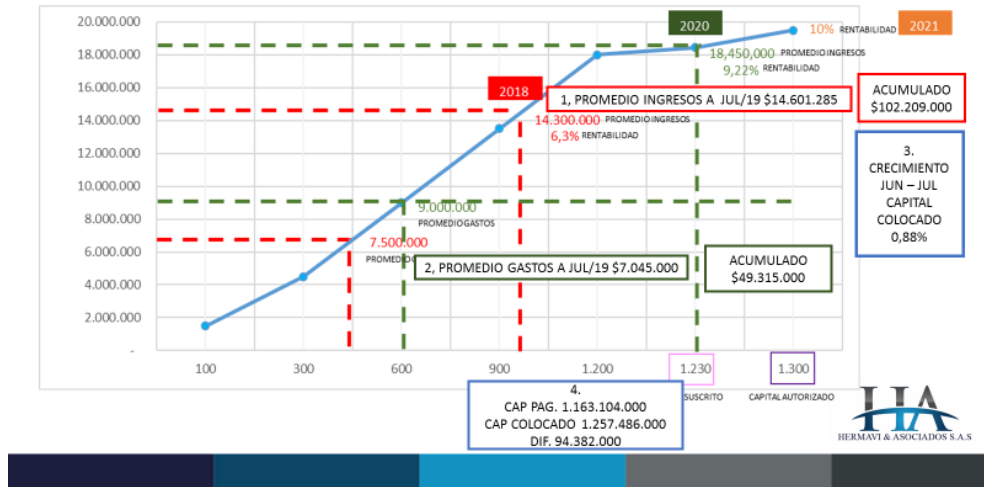 20.000.000
18.000.000
16.000.000
14.000.000
12.000.000
10.000.000
8.000.000
6.000.000
4.000.000
2.000.000
-
100
300
600
900
1.200
1.230
1.300
SUSCRITO
CAPITAL AUTORIZADO
2018
2020
2021
10% RENTABILIDAD
18,450,000 PROMEDIO INGRESOS
9,22% RENTABILIDAD
1, PROMEDIO INGRESOS A JUL/19 $14.601.285
ACUMULADO
$102.209.000
14.300.000 PROMEDIO INGRESOS
6,3% RENTABILIDAD
3.
CRECIMIENTO
JUN – JUL
CAPITAL
COLOCADO
0,88%
9.000.000
PROMEDIO GASTOS
7.500.000
2, PROMEDIO GASTOS A JUL/19 $7.045.000
ACUMULADO
$49.315.000
4.
CAP PAG. 1.163.104.000
CAP COLOCADO 1.257.486.000
DIF. 94.382.000
HA
HERMAVI & ASOCIADOS S.A.S